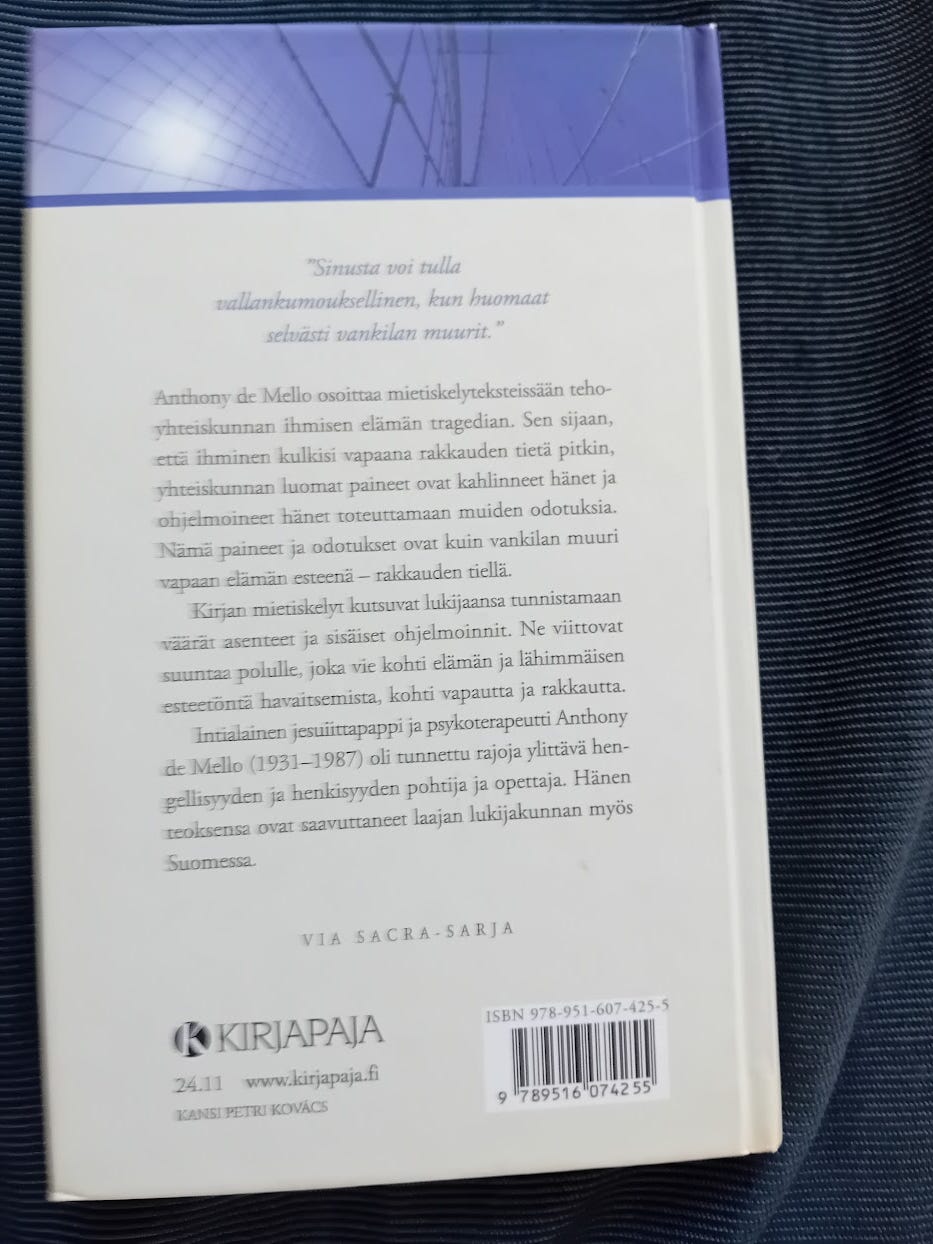 ”Sinusta voi tulla
vallankumouksellinen, kun huomaat
selvästi vankilan muurit.”
Anthony de Mello osoittaa mietiskelyteksteissään teho-
yhteiskunnan ihmisen elämän tragedian. Sen sijaan,
että ihminen kulkisi vapaana rakkauden tietä pitkin,
yhteiskunnan luomat paineet ovat kahlinneet hänet ja
ohjelmoineet hänet toteuttamaan muiden odotuksia.
Nämä paineet ja odotukset ovat kuin vankilan muuri
vapaan elämän esteenä – rakkauden tiellä.
Kirjan mietiskelyt kutsuvat lukijaansa tunnistamaan
väärät asenteet ja sisäiset ohjelmoinnit. Ne viittovat
suuntaa polulle, joka vie kohti elämän ja lähimmäisen
esteetöntä havaitsemista, kohti vapautta ja rakkautta.
Intialainen jesuiittapappi ja psykoterapeutti Anthony
de Mello (1931–1987) oli tunnettu rajoja ylittävä hen-
gellisyyden ja henkisyyden pohtija ja opettaja. Hänen
teoksensa ovat saavuttaneet laajan lukijakunnan myös
Suomessa.
VIA SACRA-SARJA
KIRJAPAJA
24.11 www.kirjapaja.fi
KANSI PETRI KOVÁCS
ISBN 978-951-607-425-5
9 789516 074255